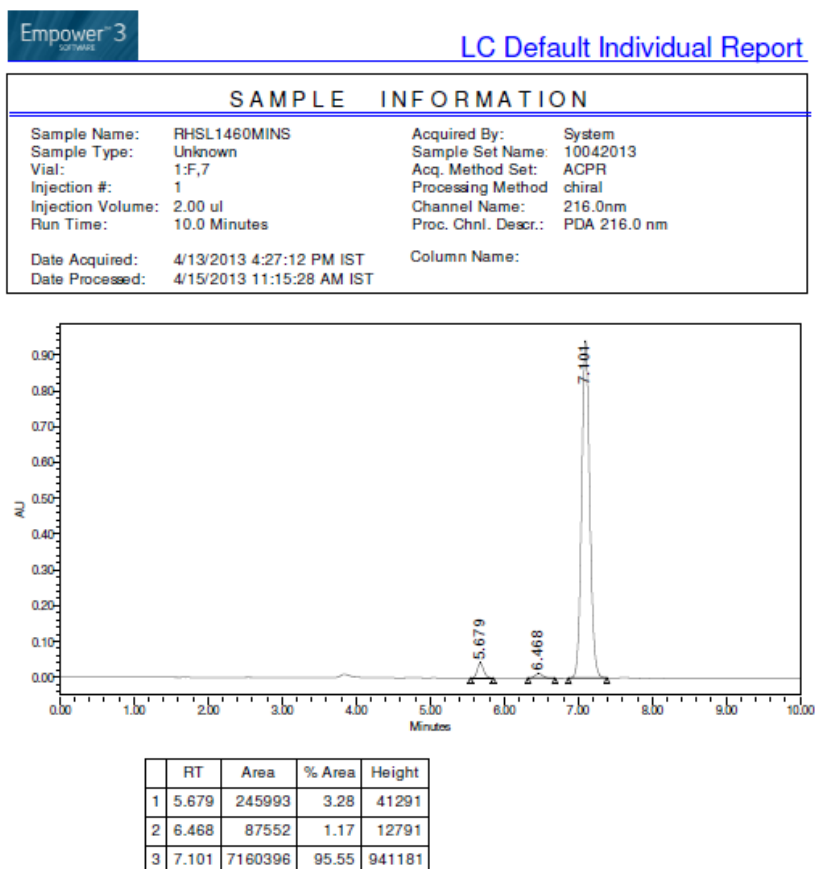 Empower™3
SOFTWARE
LC Default Individual Report
SAMPLE INFORMATION
Sample Name: RHSL1460MINS
Sample Type: Unknown
Vial: 1:F,7
Injection #: 1
Injection Volume: 2.00 ul
Run Time: 10.0 Minutes
Date Acquired: 4/13/2013 4:27:12 PM IST
Date Processed: 4/15/2013 11:15:28 AM IST
Acquired By: System
Sample Set Name: 10042013
Acq. Method Set: ACPR
Processing Method chiral
Channel Name: 216.0nm
Proc. Chnl. Descr.: PDA 216.0 nm
Column Name:
AU
0.90
0.80
0.70
0.60
0.50
0.40
0.30
0.20
0.10
0.00
5.679
6.468
7.101
0.00 1.00 2.00 3.00 4.00 5.00 6.00 7.00 8.00 9.00 10.00
Minutes
RT Area % Area Height
1 5.679 245993 3.28 41291
2 6.468 87552 1.17 12791
3 7.101 7160396 95.55 941181